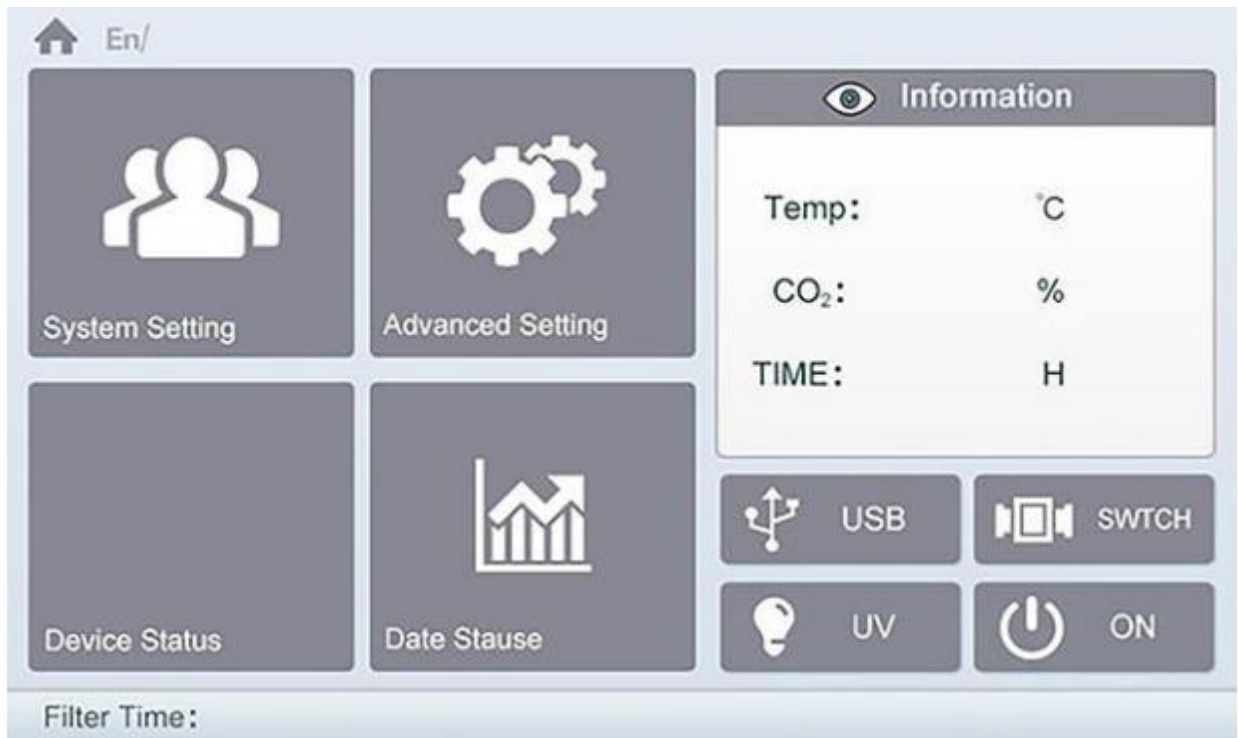 En/
System Setting
Advanced Setting
Device Status
Date Stause
Information
Temp: °C
CO₂: %
TIME: H
USB
SWTCH
UV
ON
Filter Time: